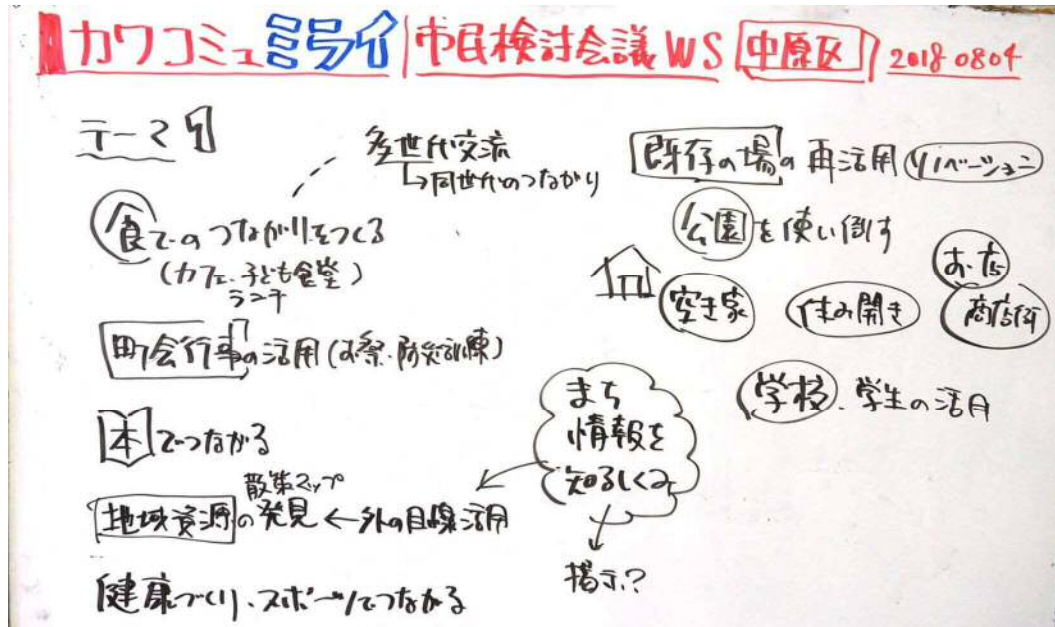 カワコミュミライ 市民検討会議WS 中原区 2018 0804
テーマ
多世代交流
→同世代のつながり
食でのつながりをつくる
(カフェ・子ども食堂)
ランチ
町会行事の活用(お祭・防災訓練)
本でつながる
散策マップ
地域資源の発見 ← 外の目線活用
健康づくり、スポーツでつながる
まち
情報を
知るしくみ
掲示?
既存の場の再活用 リノベーション
公園を使い倒す
空き家 住み開き
お店
商店街
学校、学生の活用